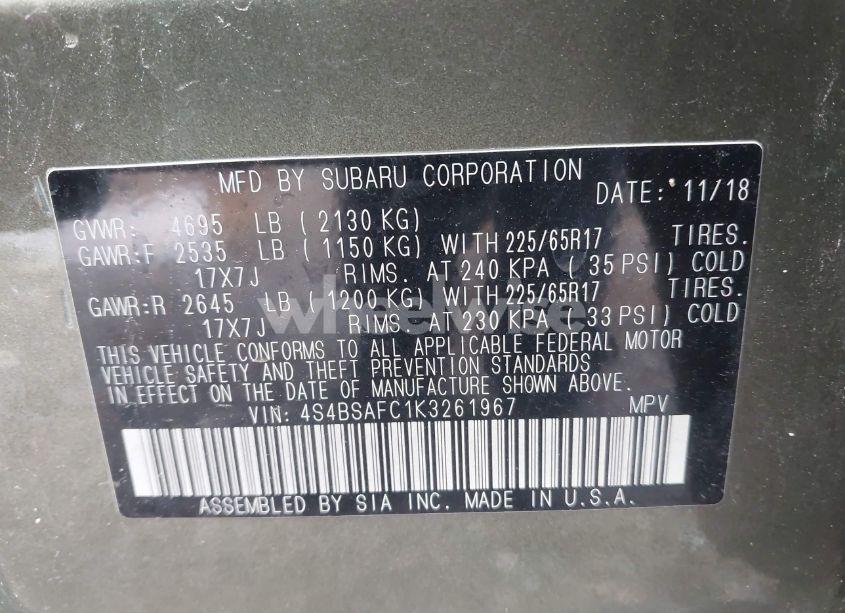 MFD BY SUBARU CORPORATION DATE: 11/18
GVWR: 4695 LB ( 2130 KG)
GAWR:F 2535 LB ( 1150 KG) WITH 225/65R17 TIRES.
17X7J RIMS. AT 240 KPA ( 35 PSI) COLD
GAWR:R 2645 LB ( 1200 KG) WITH 225/65R17 TIRES.
17X7J RIMS. AT 230 KPA ( 33 PSI) COLD
THIS VEHICLE CONFORMS TO ALL APPLICABLE FEDERAL MOTOR
VEHICLE SAFETY AND THEFT PREVENTION STANDARDS
IN EFFECT ON THE DATE OF MANUFACTURE SHOWN ABOVE.
VIN: 4S4BSAFC1K3261967 MPV
ASSEMBLED BY SIA INC. MADE IN U.S.A.
wheelwise